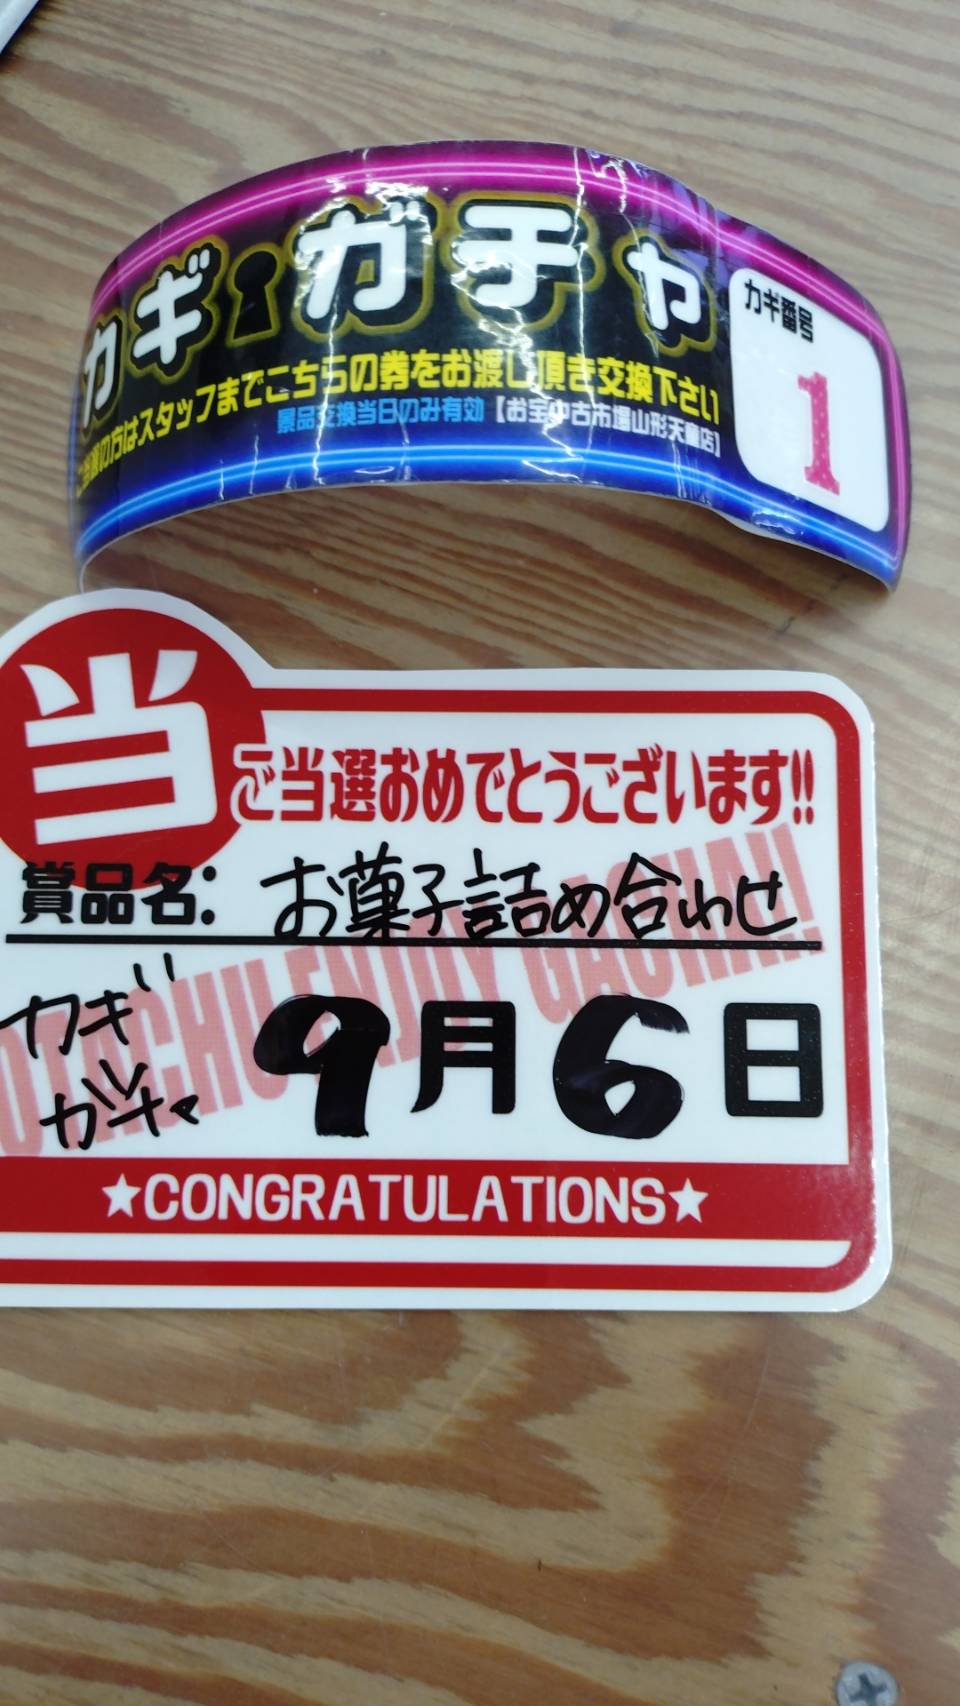 カギ・ガチャ
カギ番号
1
ご当選の方はスタッフまでこちらの券をお渡し頂き交換下さい
景品交換当日のみ有効【お宝中古市場山形天童店】
当
ご当選おめでとうございます!!
賞品名:お菓子詰め合わせ
カギ
ガチャ
9月6日
OTACHU ENJOY GACHA!!
★CONGRATULATIONS★